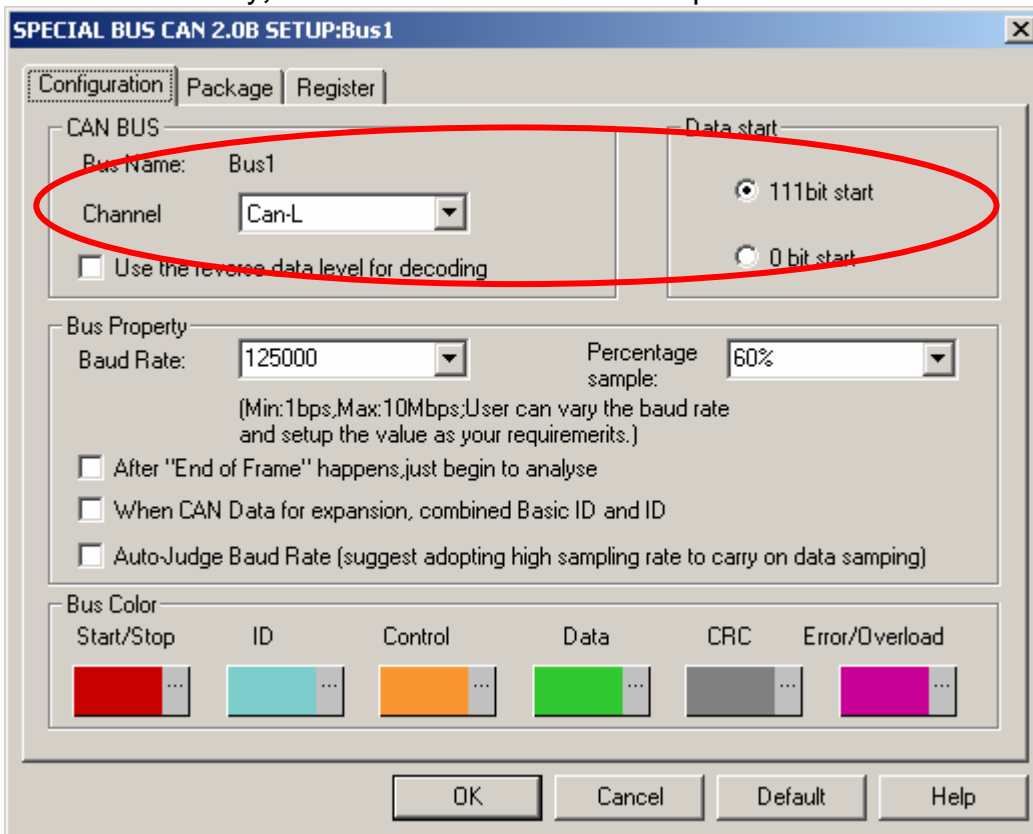 SPECIAL BUS CAN 2.0B SETUP:Bus1
Configuration Package Register
CAN BUS
Bus Name: Bus1
Channel Can-L
Use the reverse data level for decoding
Data start
111bit start
0 bit start
Bus Property
Baud Rate: 125000
Percentage
sample: 60%
(Min:1bps,Max:10Mbps;User can vary the baud rate
and setup the value as your requirements.)
After "End of Frame" happens,just begin to analyse
When CAN Data for expansion, combined Basic ID and ID
Auto-Judge Baud Rate (suggest adopting high sampling rate to carry on data samping)
Bus Color
Start/Stop ID Control Data CRC Error/Overload
... ... ... ... ... ...
OK Cancel Default Help